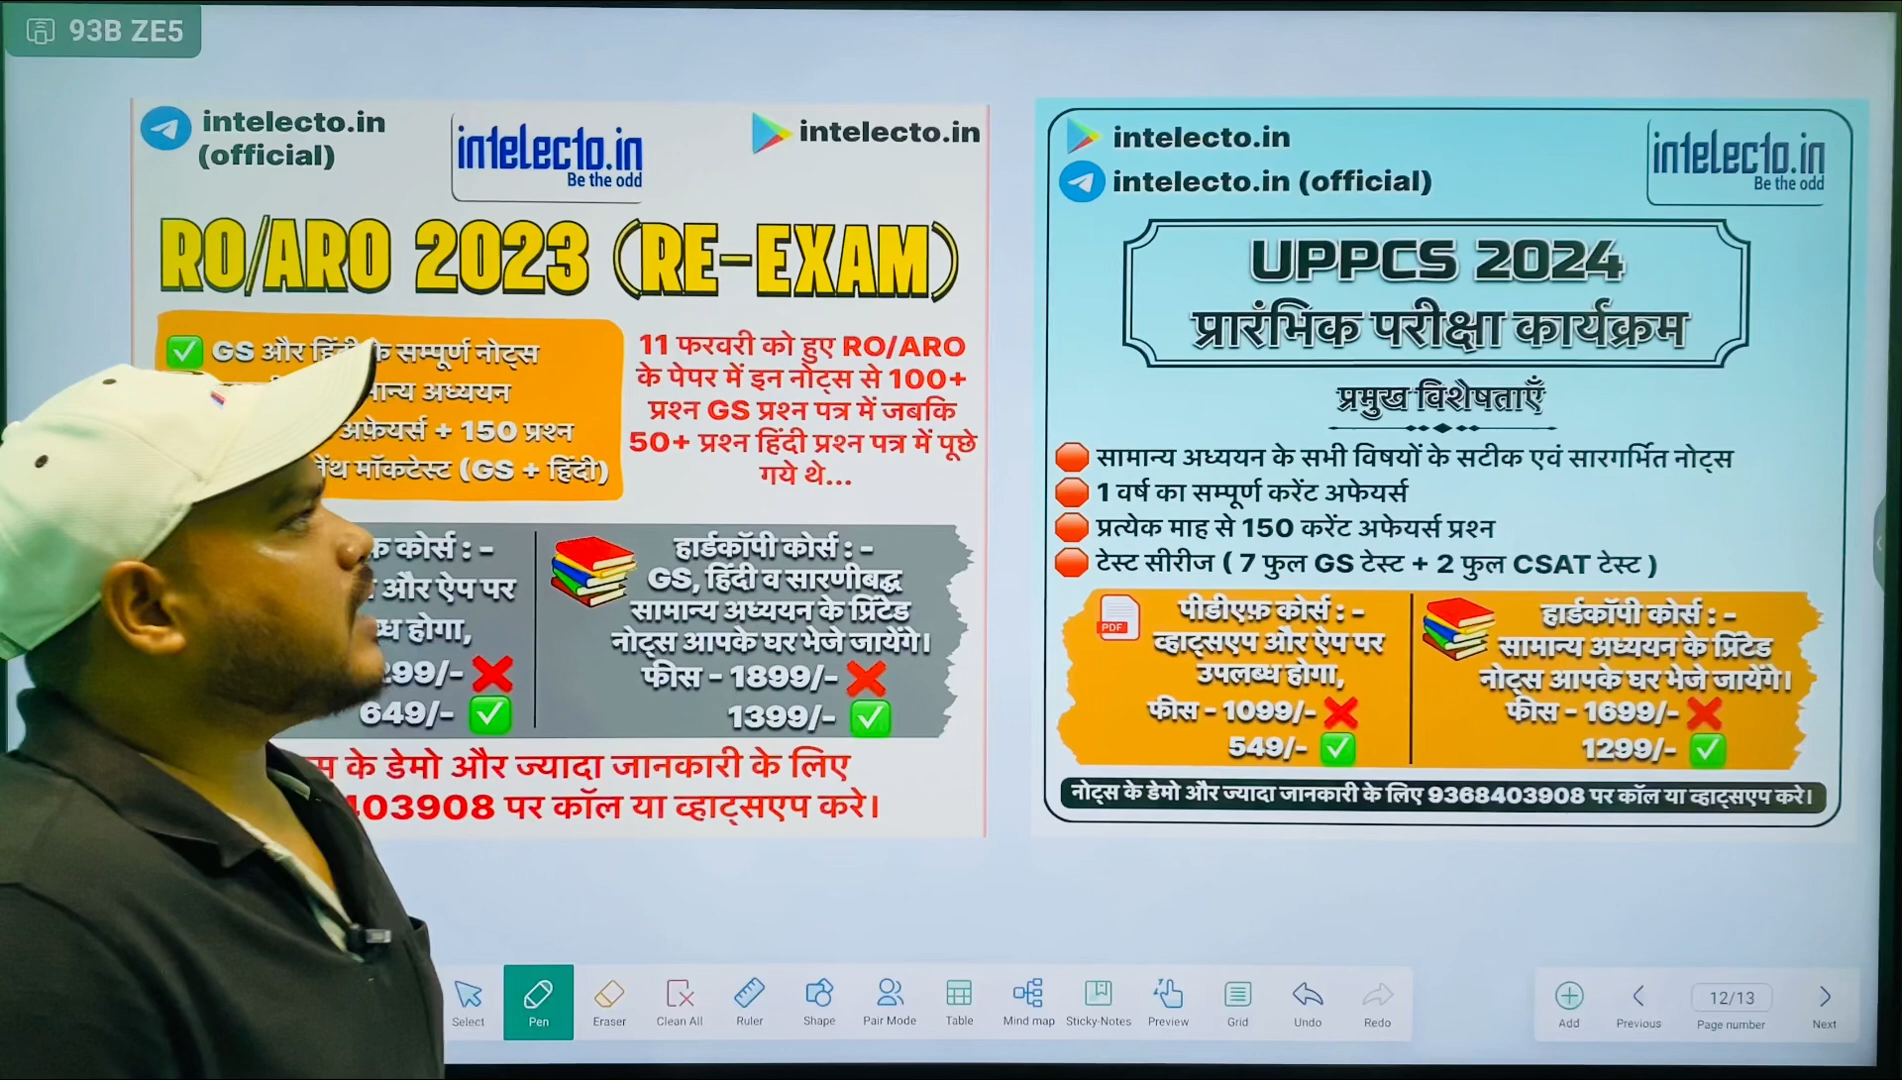 93B ZE5
intelecto.in
(official)
intelecto.in
Be the odd
intelecto.in
RO/ARO 2023 (RE-EXAM)
GS और हिंदी के सम्पूर्ण नोट्स
अध्ययन
अफ़ेयर्स + 150 प्रश्न
मॉकटेस्ट (GS + हिंदी)
11 फरवरी को हुए RO/ARO
के पेपर में इन नोट्स से 100+
प्रश्न GS प्रश्न पत्र में जबकि
50+ प्रश्न हिंदी प्रश्न पत्र में पूछे
गये थे...
कोर्स : -
और ऐप पर
होगा,
299/-
649/-
हार्डकॉपी कोर्स : -
GS, हिंदी व सारणीबद्ध
सामान्य अध्ययन के प्रिंटेड
नोट्स आपके घर भेजे जायेंगे।
फीस - 1899/-
1399/-
के डेमो और ज्यादा जानकारी के लिए
403908 पर कॉल या व्हाट्सएप करे।
intelecto.in
intelecto.in (official)
intelecto.in
Be the odd
UPPCS 2024
प्रारंभिक परीक्षा कार्यक्रम
प्रमुख विशेषताएँ
सामान्य अध्ययन के सभी विषयों के सटीक एवं सारगर्भित नोट्स
1 वर्ष का सम्पूर्ण करेंट अफेयर्स
प्रत्येक माह से 150 करेंट अफेयर्स प्रश्न
टेस्ट सीरीज ( 7 फुल GS टेस्ट + 2 फुल CSAT टेस्ट )
PDF
पीडीएफ़ कोर्स : -
व्हाट्सएप और ऐप पर
उपलब्ध होगा,
फीस - 1099/-
549/-
हार्डकॉपी कोर्स : -
सामान्य अध्ययन के प्रिंटेड
नोट्स आपके घर भेजे जायेंगे।
फीस - 1699/-
1299/-
नोट्स के डेमो और ज्यादा जानकारी के लिए 9368403908 पर कॉल या व्हाट्सएप करे।
Select
Pen
Eraser
Clean All
Ruler
Shape
Pair Mode
Table
Mind map
Sticky-Notes
Preview
Grid
Undo
Redo
Add
Previous
12/13
Page number
Next